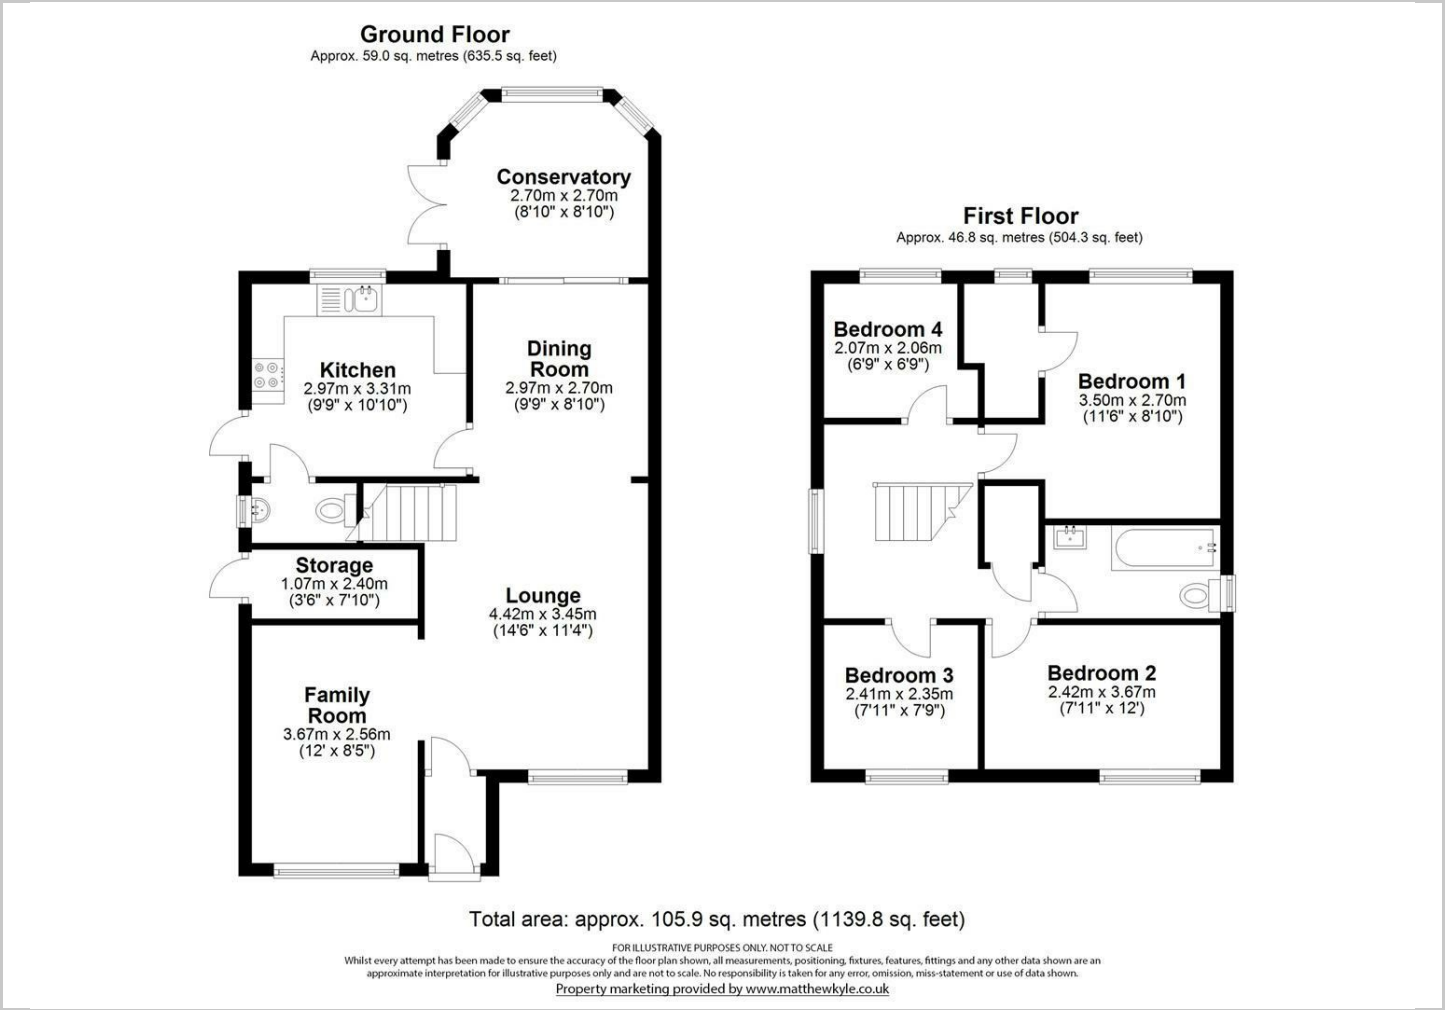 Ground Floor
Approx. 59.0 sq. metres (635.5 sq. feet)
Conservatory
2.70m x 2.70m
(8'10" x 8'10")
Kitchen
2.97m x 3.31m
(9'9" x 10'10")
Dining
Room
2.97m x 2.70m
(9'9" x 8'10")
Storage
1.07m x 2.40m
(3'6" x 7'10")
Lounge
4.42m x 3.45m
(14'6" x 11'4")
Family
Room
3.67m x 2.56m
(12' x 8'5")
First Floor
Approx. 46.8 sq. metres (504.3 sq. feet)
Bedroom 4
2.07m x 2.06m
(6'9" x 6'9")
Bedroom 1
3.50m x 2.70m
(11'6" x 8'10")
Bedroom 3
2.41m x 2.35m
(7'11" x 7'9")
Bedroom 2
2.42m x 3.67m
(7'11" x 12')
Total area: approx. 105.9 sq. metres (1139.8 sq. feet)
FOR ILLUSTRATIVE PURPOSES ONLY. NOT TO SCALE
Whilst every attempt has been made to ensure the accuracy of the floor plan shown, all measurements, positioning, fixtures, features, fittings and any other data shown are an
approximate interpretation for illustrative purposes only and are not to scale. No responsibility is taken for any error, omission, miss-statement or use of data shown.
Property marketing provided by www.matthewkyle.co.uk